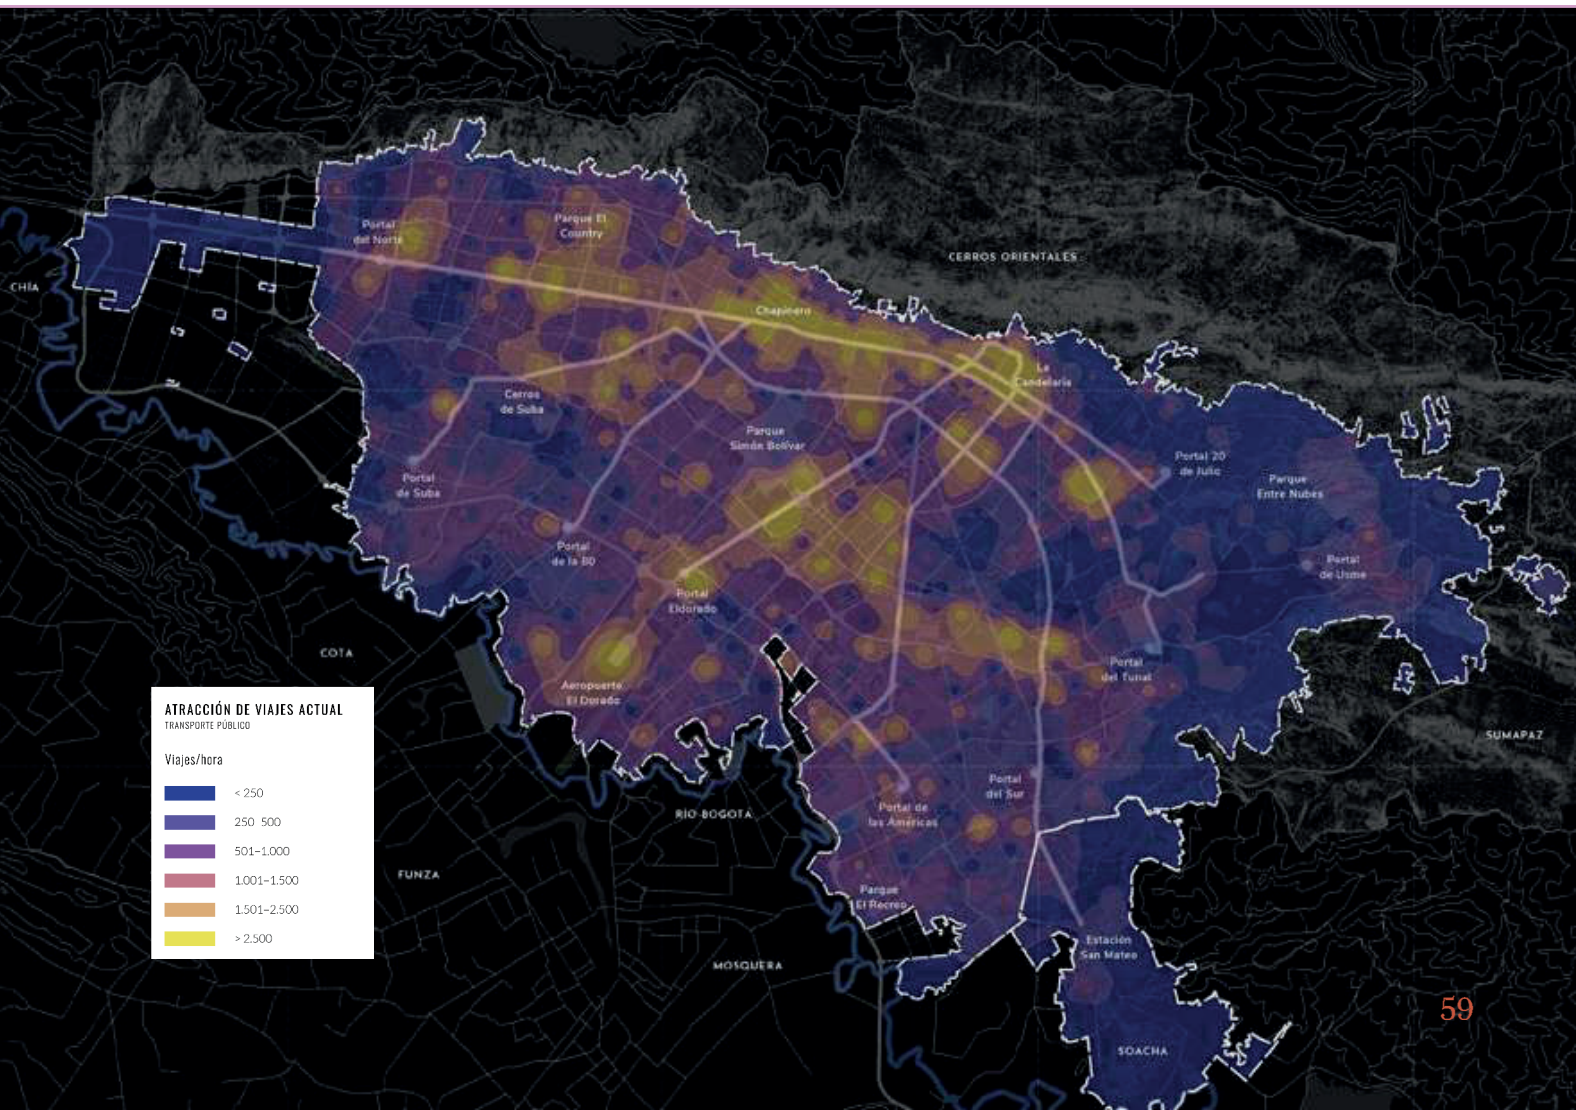 Portal
del Norte
Parque El
Country
CERROS ORIENTALES
CHÍA
Chapinero
La
Candelaria
Cerros
de Suba
Parque
Simón Bolívar
Portal 20
de Julio
Parque
Entre Nubes
Portal
de Suba
Portal
de la 80
Portal
de Usme
Portal
Eldorado
COTA
Portal
del Tunal
Aeropuerto
El Dorado
SUMAPAZ
ATRACCIÓN DE VIAJES ACTUAL
TRANSPORTE PÚBLICO
Viajes/hora
< 250
250 500
501–1.000
1.001–1.500
1.501–2.500
> 2.500
Portal
del Sur
Portal de
las Américas
RÍO BOGOTA
FUNZA
Parque
El Recreo
Estación
San Mateo
MOSQUERA
59
SOACHA